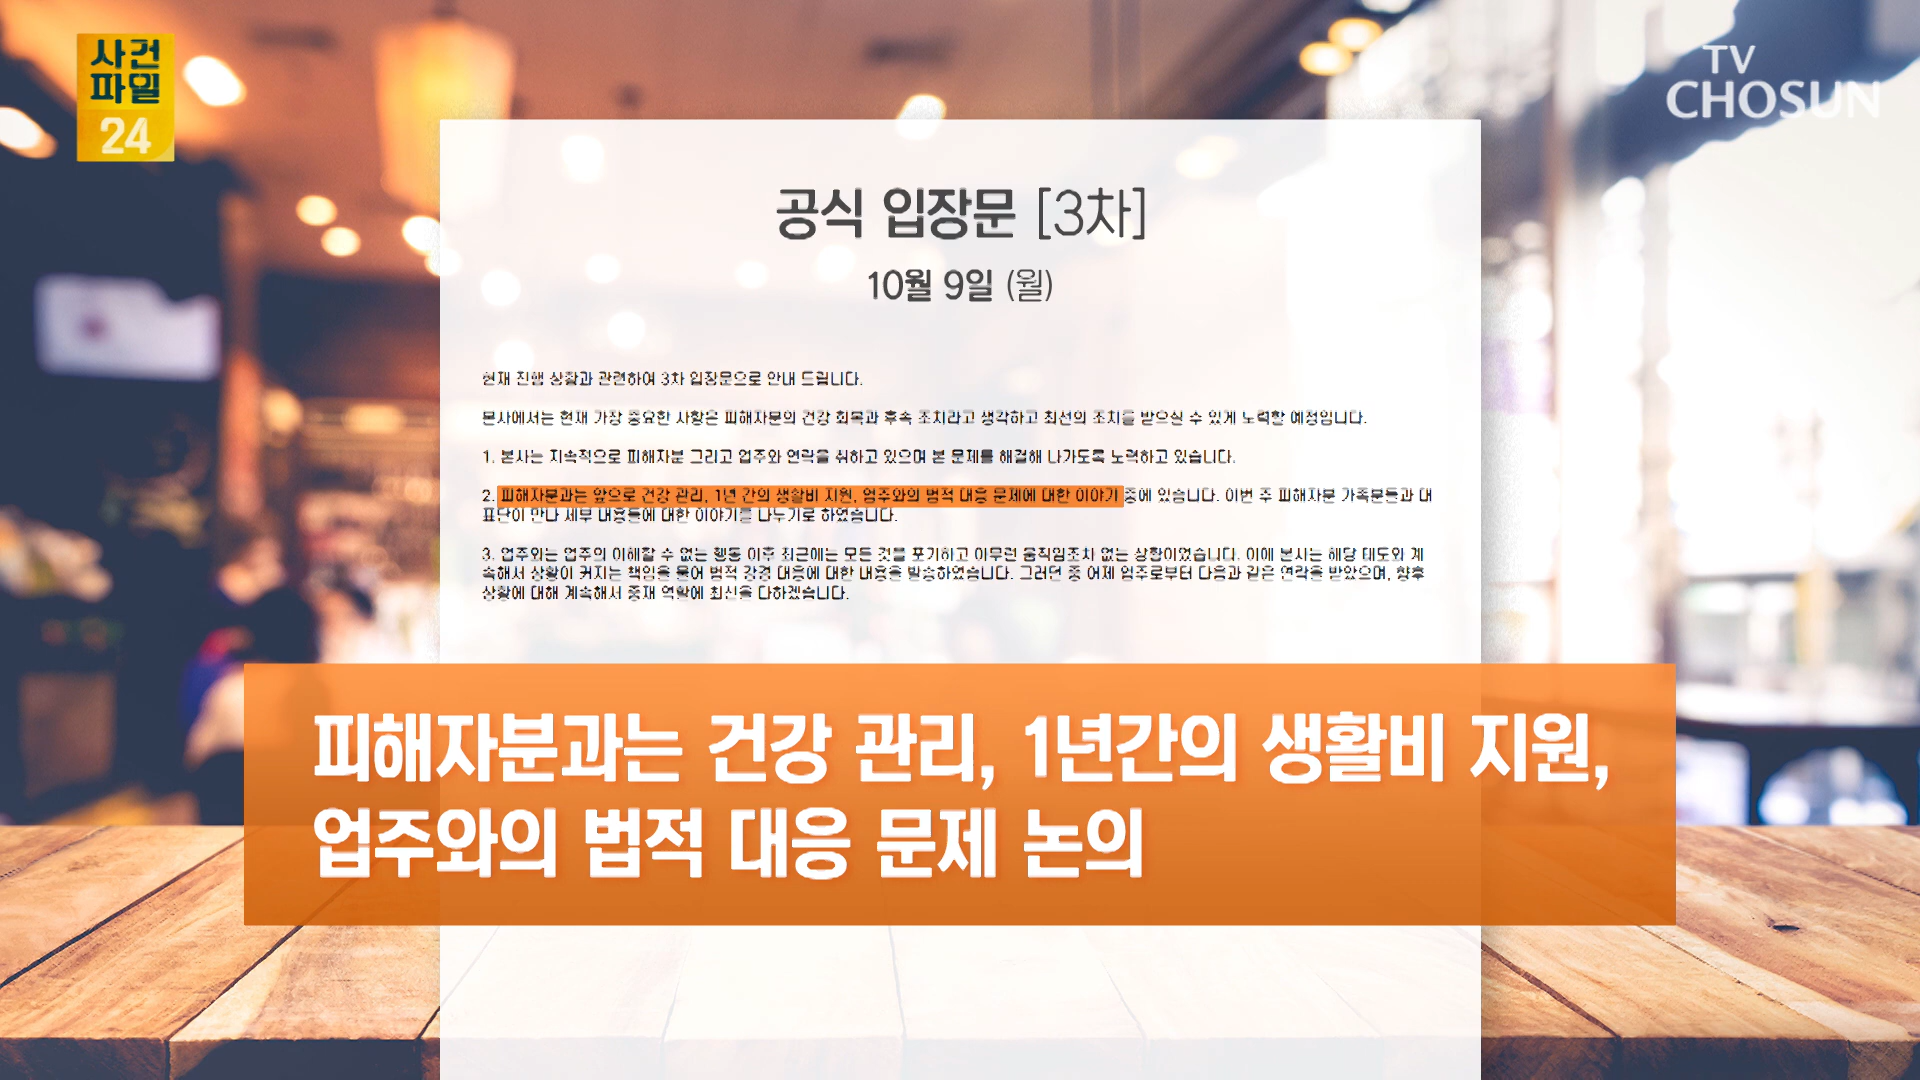 사건
파일
24
TV
CHOSUN
공식 입장문 [3차]
10월 9일 (월)
현재 진행 상황과 관련하여 3차 입장문으로 안내 드립니다.
본사에서는 현재 가장 중요한 사항은 피해자분의 건강 회복과 후속 조치라고 생각하고 최선의 조치를 받으실 수 있게 노력할 예정입니다.
1. 본사는 지속적으로 피해자분 그리고 업주와 연락을 취하고 있으며 본 문제를 해결해 나가도록 노력하고 있습니다.
2. 피해자분과는 앞으로 건강 관리, 1년 간의 생활비 지원, 업주와의 법적 대응 문제에 대한 이야기 중에 있습니다. 이번 주 피해자분 가족분들과 대
표단이 만나 세부 내용들에 대한 이야기를 나누기로 하였습니다.
3. 업주와는 업주의 이해할 수 없는 행동 이후 최근에는 모든 것을 포기하고 아무런 움직임조차 없는 상황이었습니다. 이에 본사는 해당 태도와 계
속해서 상황이 커지는 책임을 물어 법적 강경 대응에 대한 내용을 발송하였습니다. 그러던 중 어제 업주로부터 다음과 같은 연락을 받았으며, 향후
상황에 대해 계속해서 중재 역할에 최선을 다하겠습니다.
피해자분과는 건강 관리, 1년간의 생활비 지원,
업주와의 법적 대응 문제 논의